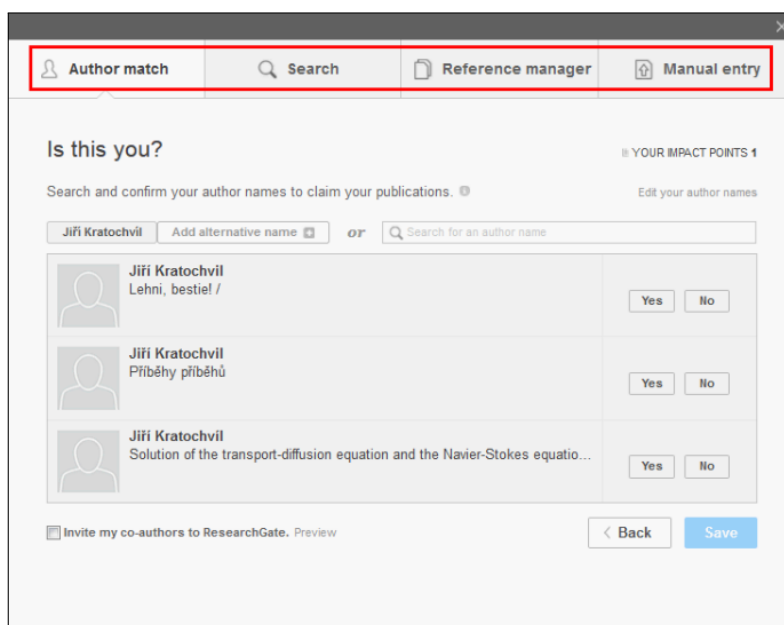 Author match
Search
Reference manager
Manual entry
Is this you?
YOUR IMPACT POINTS 1
Search and confirm your author names to claim your publications.
Edit your author names
Jiří Kratochvíl
Add alternative name
or
Search for an author name
Jiří Kratochvil
Lehni, bestie! /
Yes
No
Jiří Kratochvil
Příběhy příběhů
Yes
No
Jiří Kratochvíl
Solution of the transport-diffusion equation and the Navier-Stokes equatio...
Yes
No
Invite my co-authors to ResearchGate. Preview
Back
Save